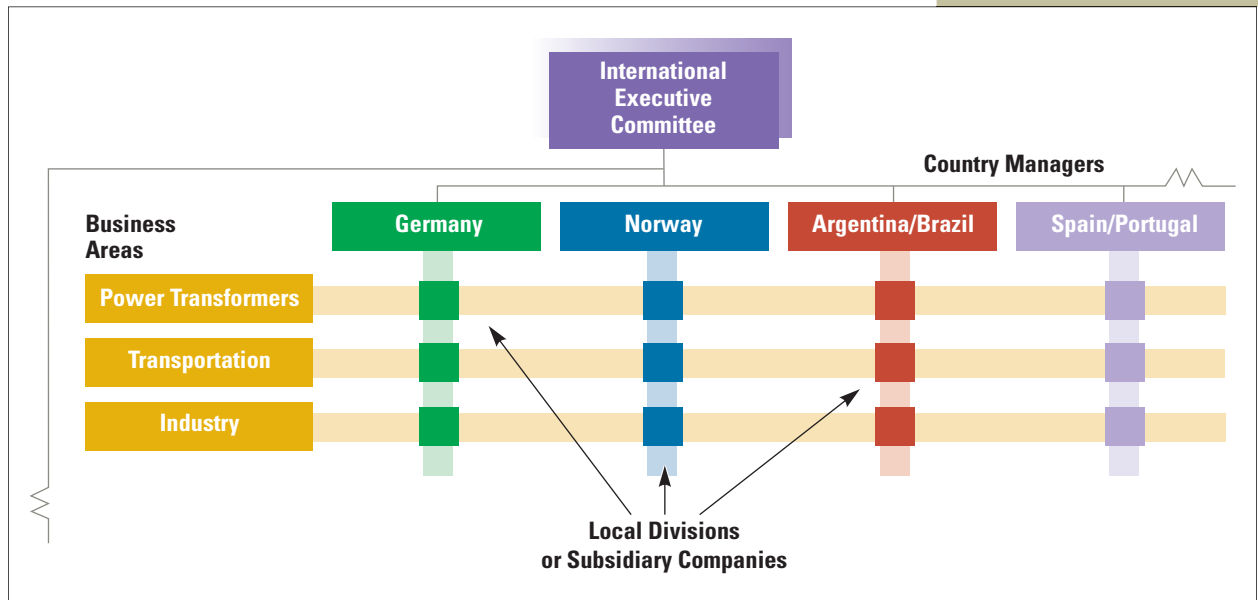 International
Executive
Committee
Country Managers
Business
Areas
Germany
Norway
Argentina/Brazil
Spain/Portugal
Power Transformers
Transportation
Industry
Local Divisions
or Subsidiary Companies